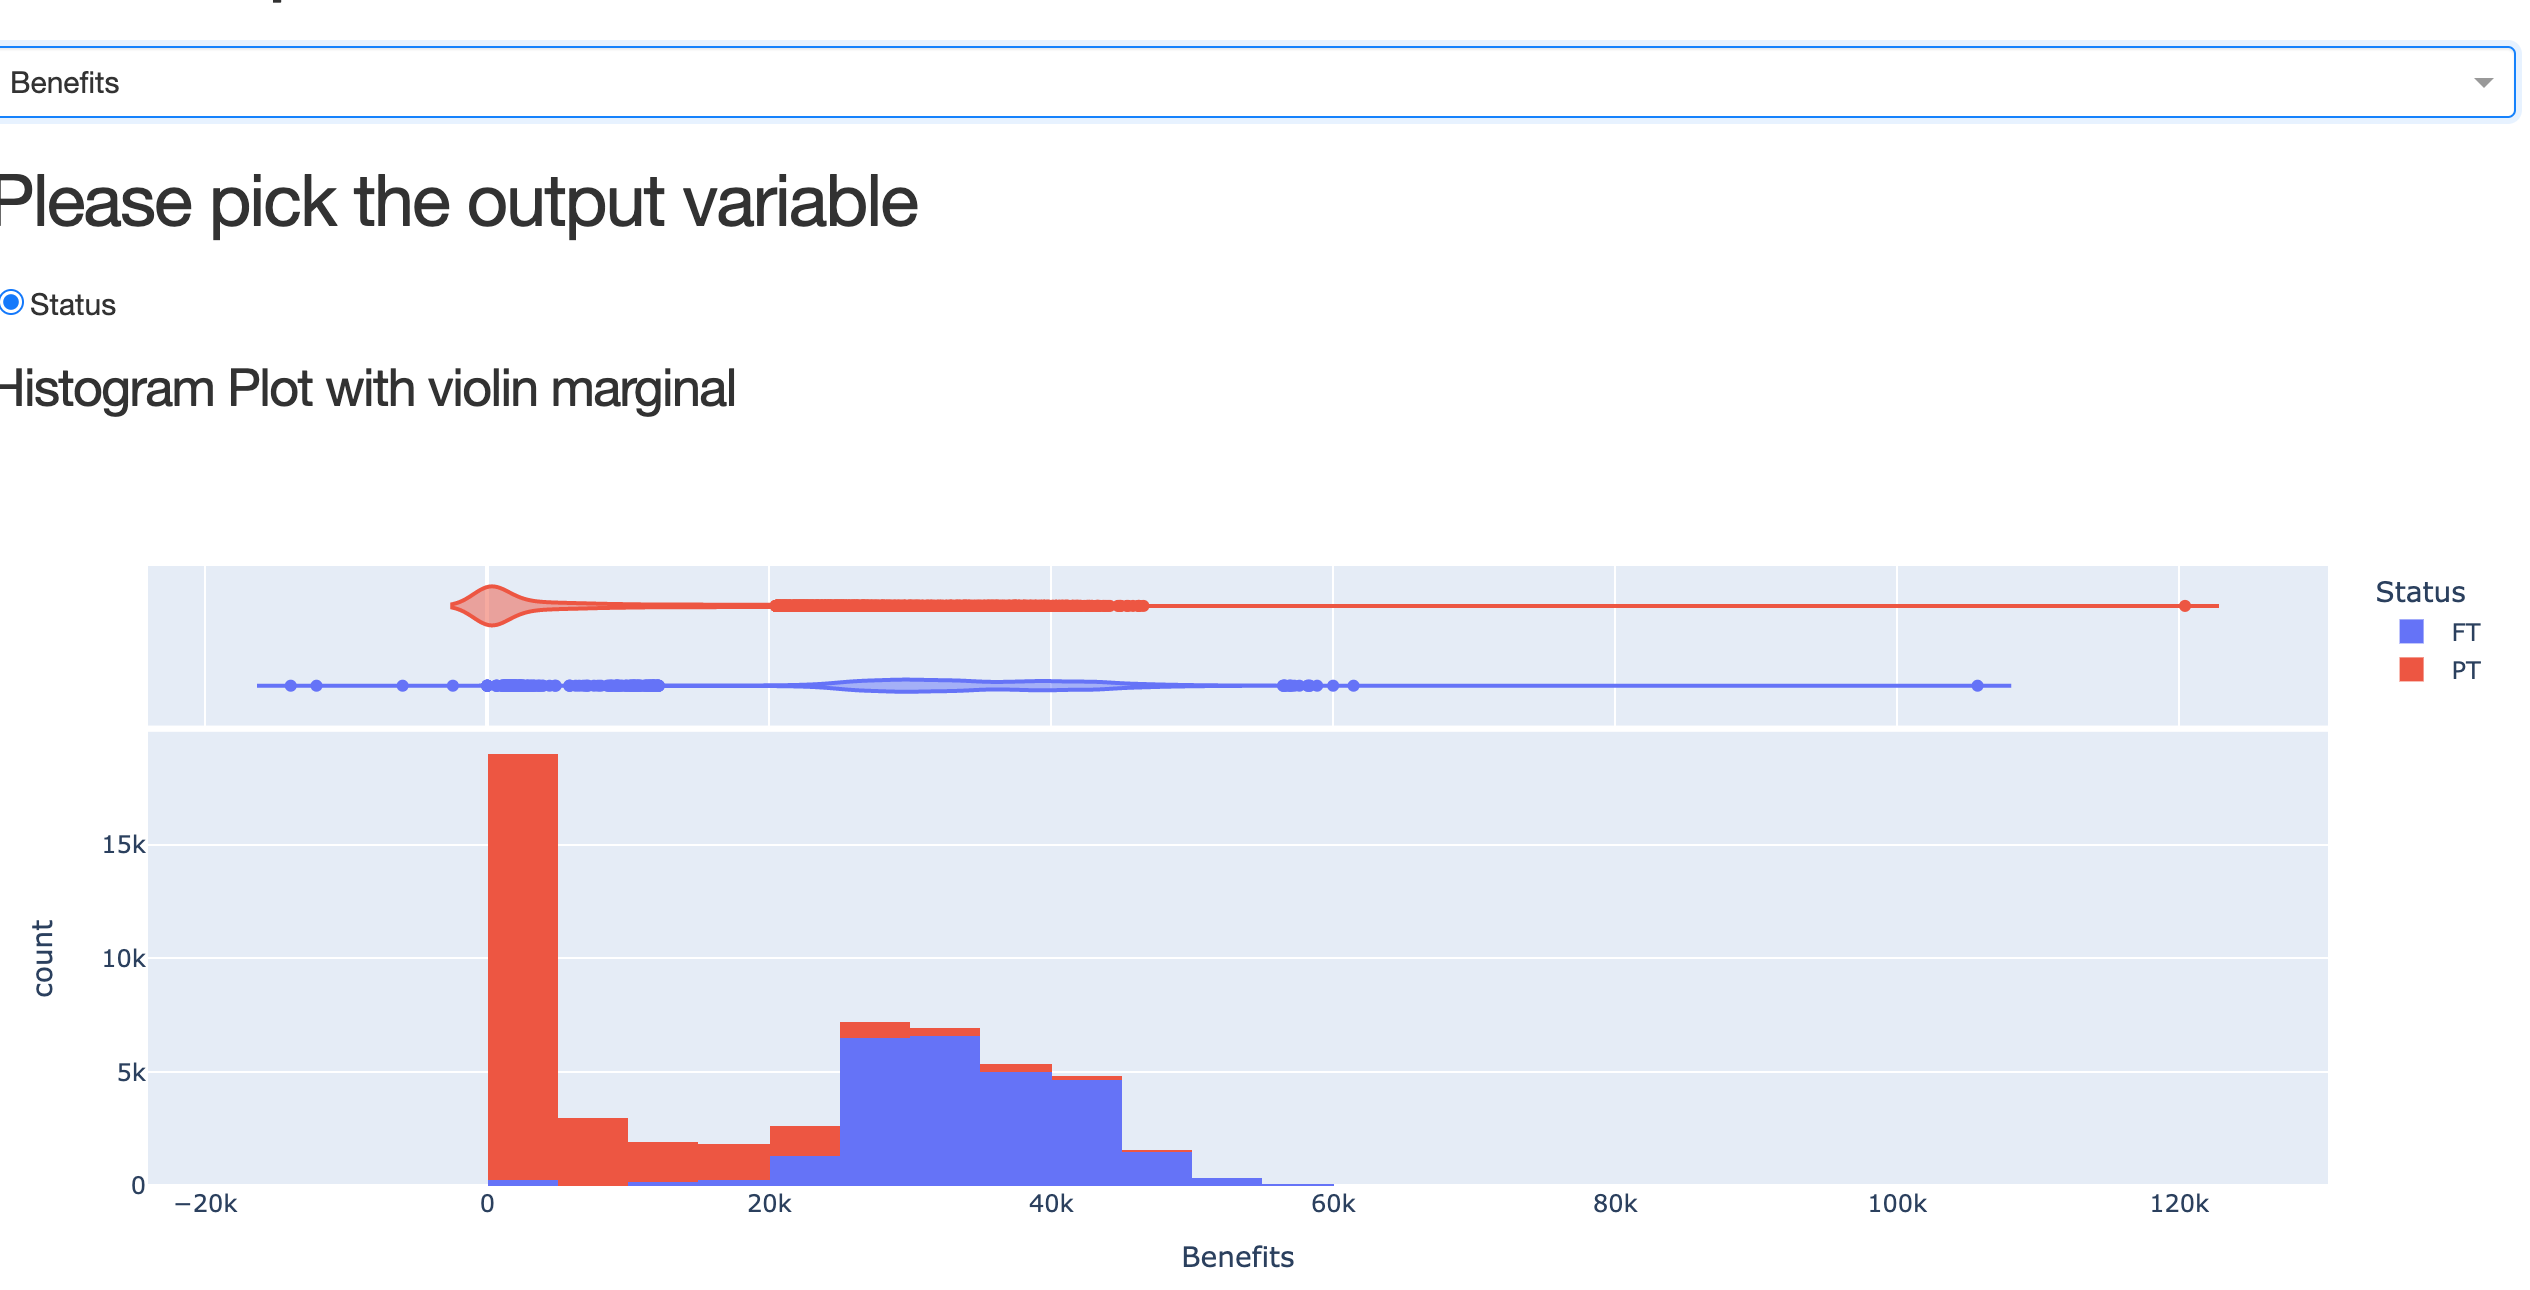 Benefits
Please pick the output variable
Status
Histogram Plot with violin marginal
Status
FT
PT
15k
10k
5k
0
count
−20k 0 20k 40k 60k 80k 100k 120k
Benefits